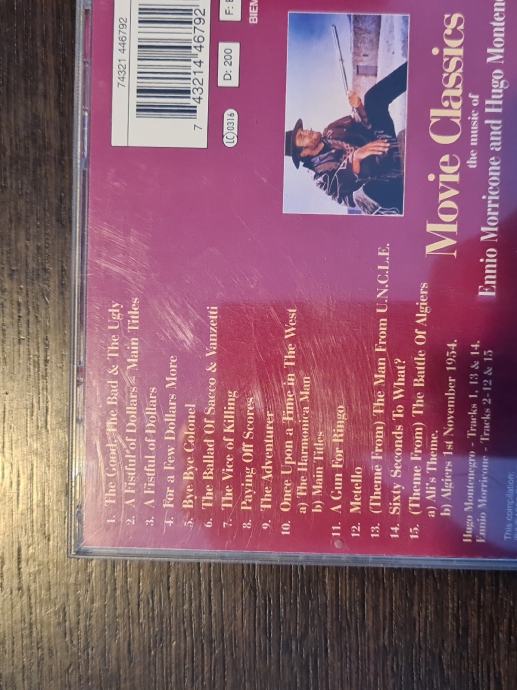 74321 446792
7 43214 46792
F:
BIEM
D: 200
LC 0316
Movie Classics
the music of
Ennio Morricone and Hugo Montene
1. The Good, The Bad & The Ugly
2. A Fistful of Dollars - Main Titles
3. A Fistful of Dollars
4. For a Few Dollars More
5. Bye Bye Colonel
6. The Ballad Of Sacco & Vanzetti
7. The Vice of Killing
8. Paying Off Scores
9. The Adventurer
10. Once Upon a Time in The West
a) The Harmonica Man
b) Main Titles
11. A Gun For Ringo
12. Metello
13. (Theme From) The Man From U.N.C.L.E.
14. Sixty Seconds To What?
15. (Theme From) The Battle Of Algiers
a) Ali's Theme.
b) Algiers 1st November 1954.
Hugo Montenegro - Tracks 1, 13 & 14.
Ennio Morricone - Tracks 2-12 & 15
This compilation